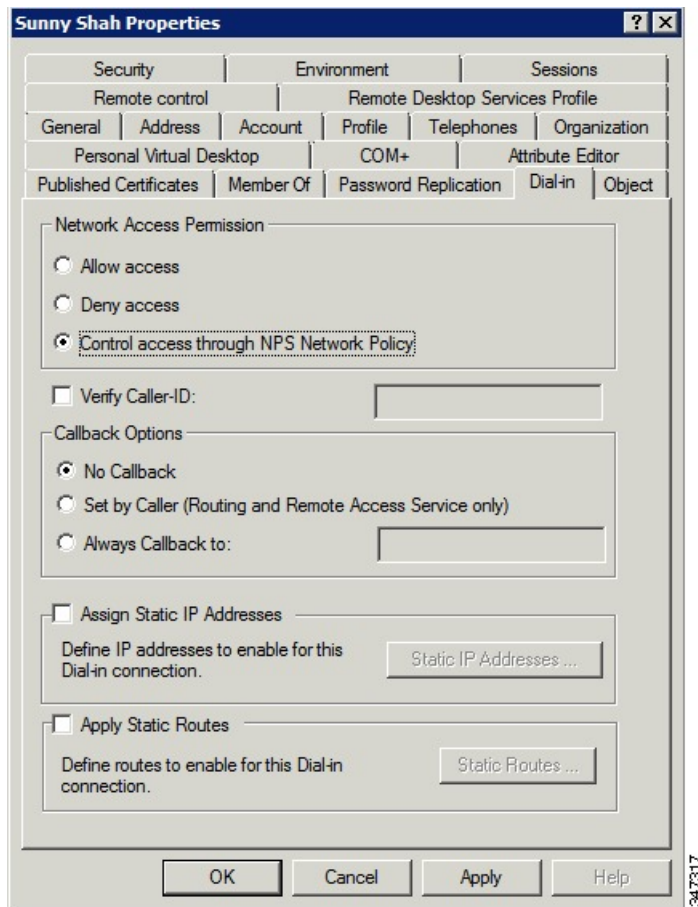 Sunny Shah Properties
Security Environment Sessions
Remote control Remote Desktop Services Profile
General Address Account Profile Telephones Organization
Personal Virtual Desktop COM+ Attribute Editor
Published Certificates Member Of Password Replication Dial-in Object
Network Access Permission
Allow access
Deny access
Control access through NPS Network Policy
Verify Caller-ID:
Callback Options
No Callback
Set by Caller (Routing and Remote Access Service only)
Always Callback to:
Assign Static IP Addresses
Define IP addresses to enable for this
Dial-in connection.
Static IP Addresses ...
Apply Static Routes
Define routes to enable for this Dial-in
connection.
Static Routes ...
OK Cancel Apply Help
347317